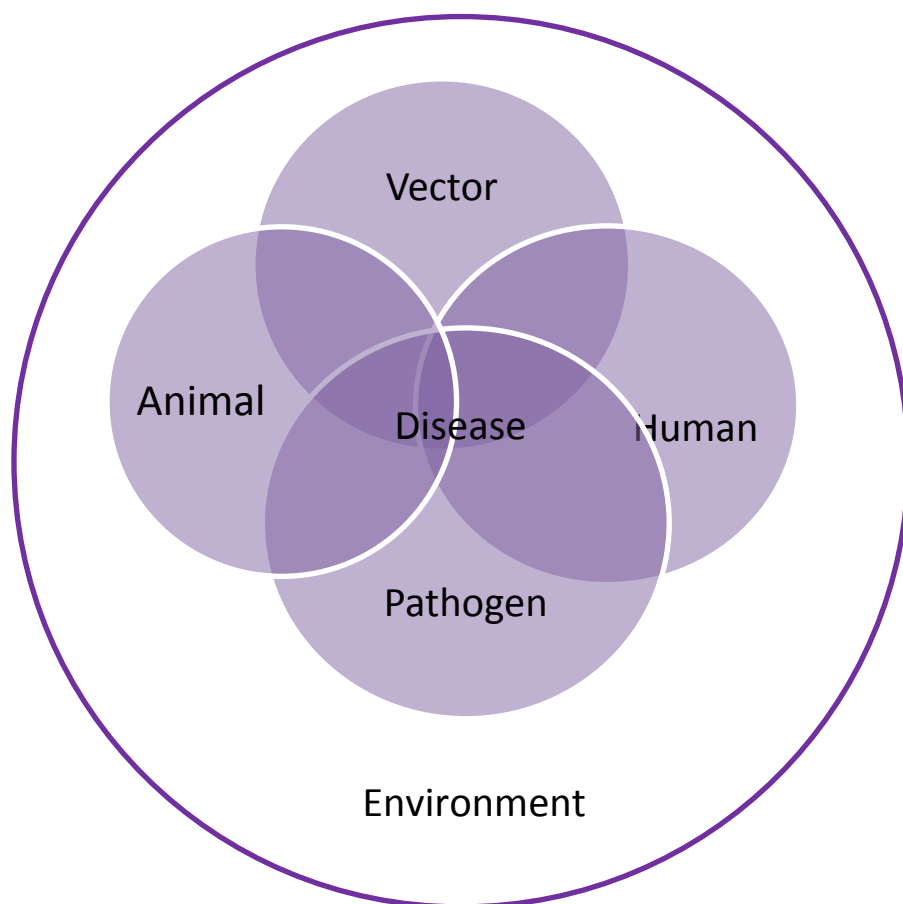 Vector
Animal
Disease
Human
Pathogen
Environment